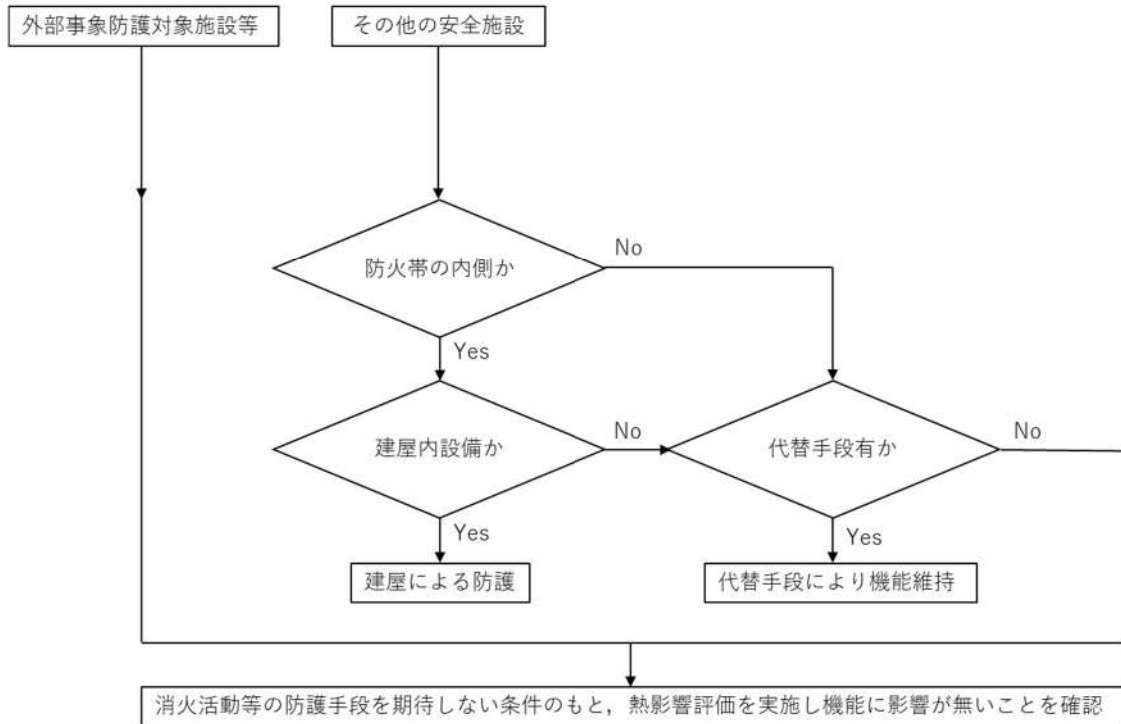 外部事象防護対象施設等
その他の安全施設
防火帯の内側か
No
Yes
建屋内設備か
No
代替手段有か
No
Yes
Yes
建屋による防護
代替手段により機能維持
消火活動等の防護手段を期待しない条件のもと，熱影響評価を実施し機能に影響が無いことを確認